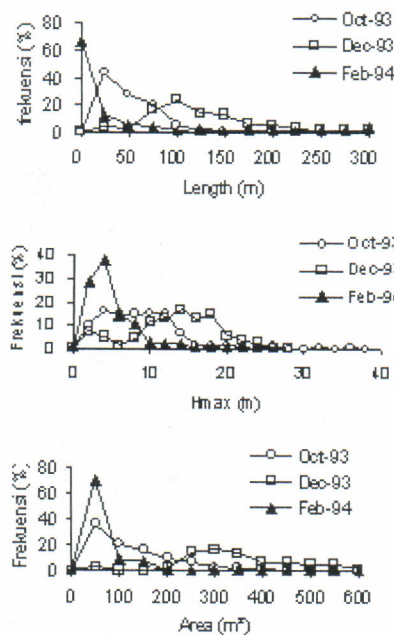 Oct-93
Dec-93
Feb-94
frekuensi (%)
80
60
40
20
0
0 50 100 150 200 250 300
Length (m)
Oct-93
Dec-93
Feb-94
Frekuensi (%)
40
30
20
10
0
0 10 20 30 40
Hmax (m)
Oct-93
Dec-93
Feb-94
Frekuensi (%)
80
60
40
20
0
0 100 200 300 400 500 600
Area (m²)